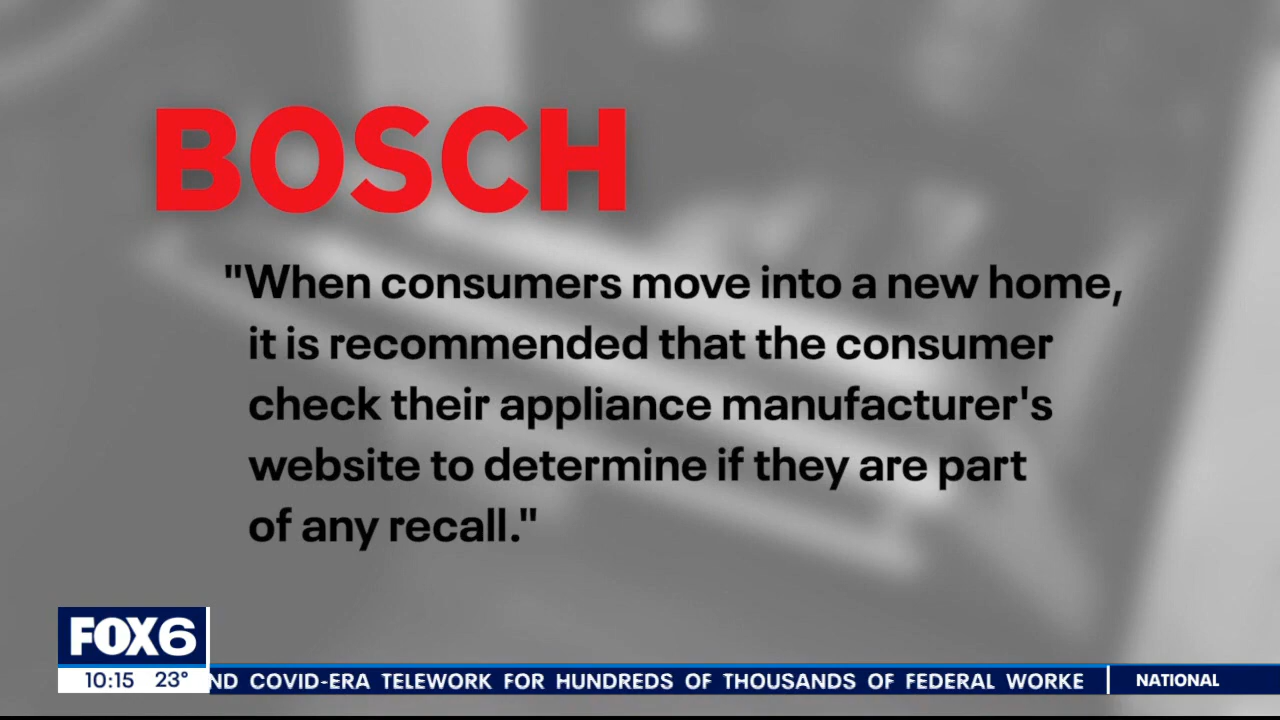 BOSCH
"When consumers move into a new home,
it is recommended that the consumer
check their appliance manufacturer's
website to determine if they are part
of any recall."
FOX6
10:15 23°
ND COVID-ERA TELEWORK FOR HUNDREDS OF THOUSANDS OF FEDERAL WORKE
NATIONAL